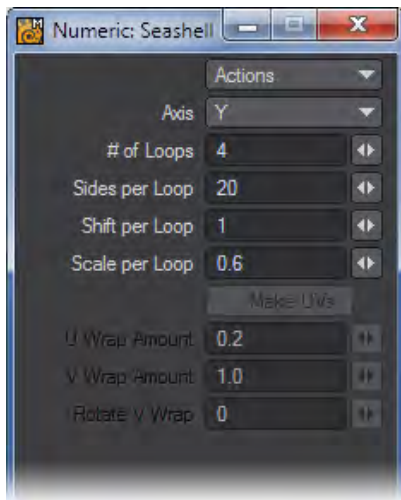 Numeric: Seashell
Actions
Axis Y
# of Loops 4
Sides per Loop 20
Shift per Loop 1
Scale per Loop 0.6
Make UVs
U Wrap Amount 0.2
V Wrap Amount 1.0
Rotate V Wrap 0